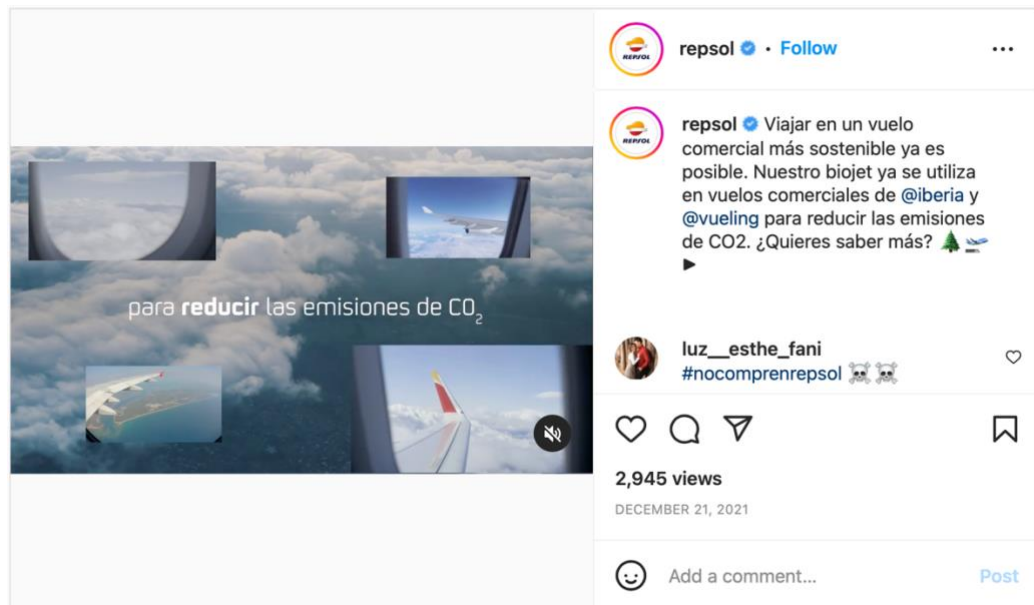 repsol • Follow
REPSOL
repsol Viajar en un vuelo
comercial más sostenible ya es
posible. Nuestro biojet ya se utiliza
en vuelos comerciales de @iberia y
@vueling para reducir las emisiones
de CO2. ¿Quieres saber más? 🌲 🛫
▶
REPSOL
para reducir las emisiones de CO₂
luz__esthe_fani
#nocomprenrepsol ☠️ ☠️
2,945 views
DECEMBER 21, 2021
Add a comment...
Post